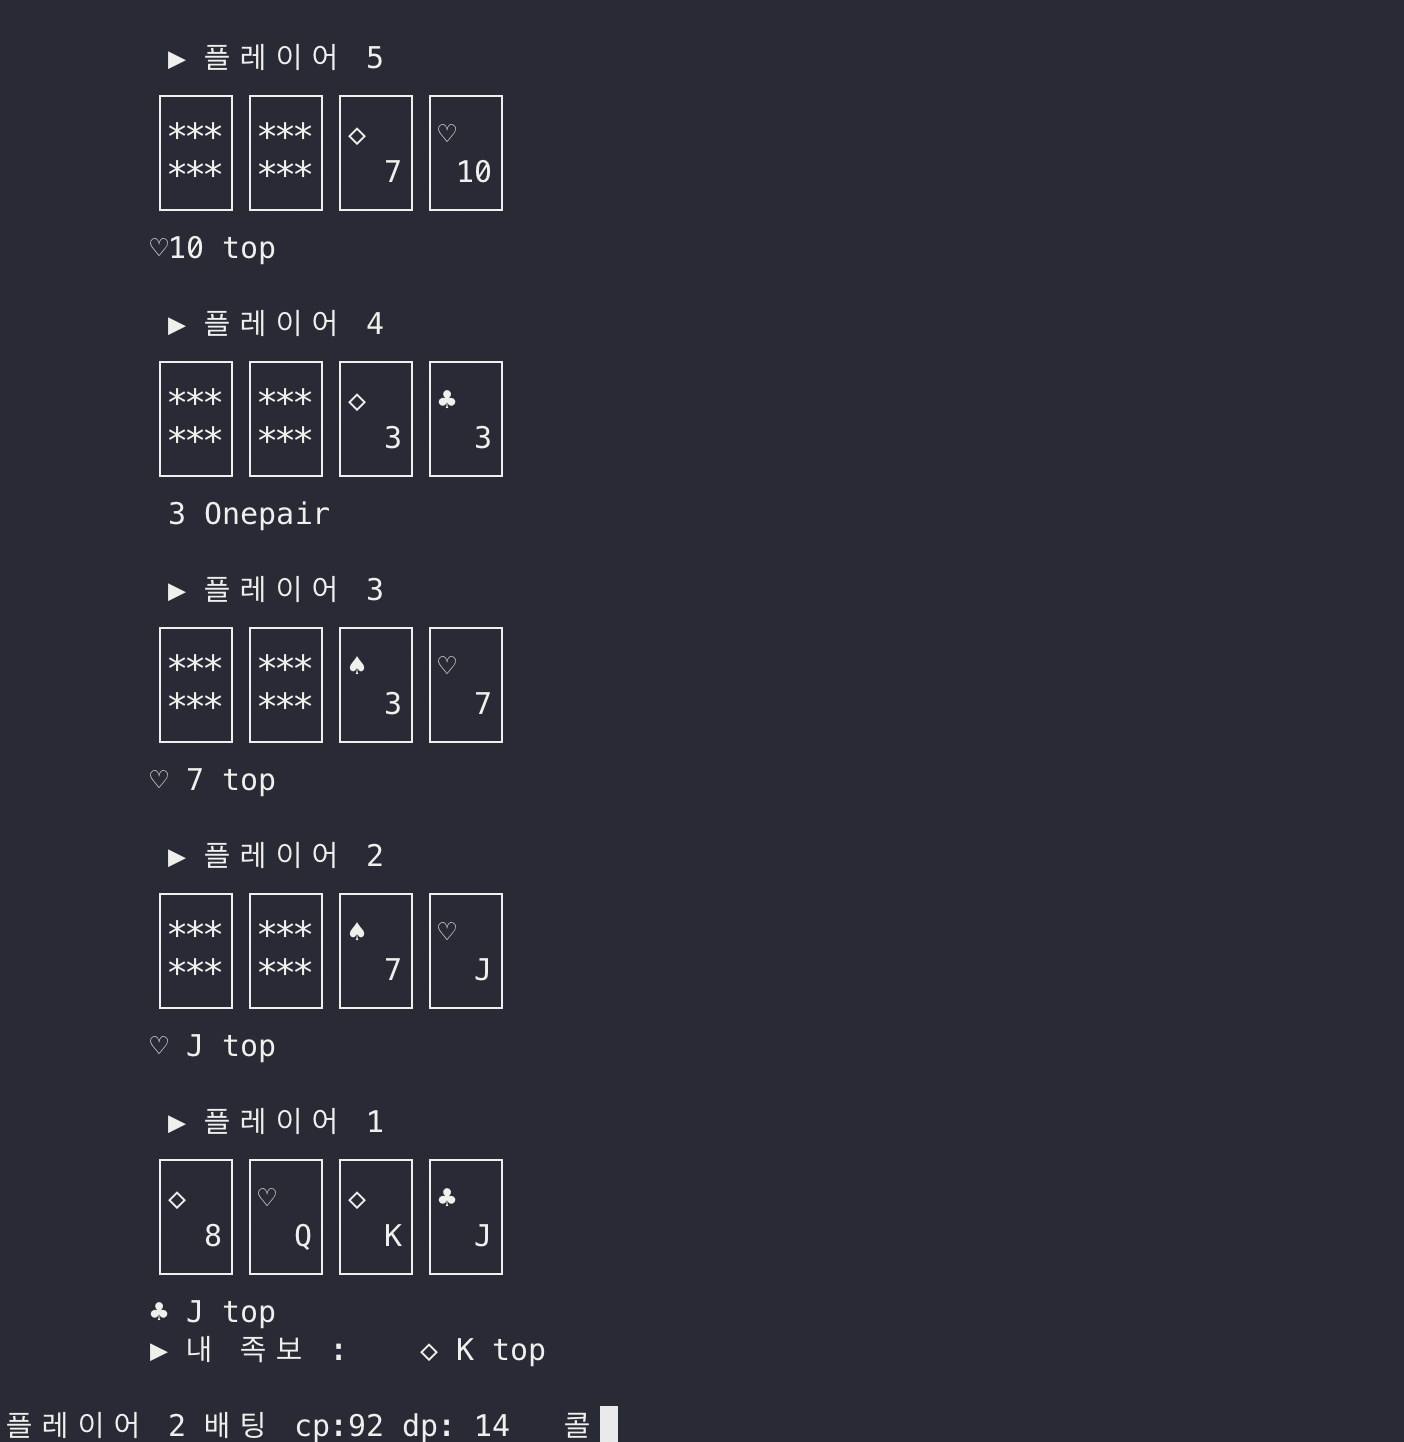 ▶ 플레이어 5
*** *** ◇ ♡
*** *** 7 10
♡10 top
▶ 플레이어 4
*** *** ◇ ♣
*** *** 3 3
3 Onepair
▶ 플레이어 3
*** *** ♠ ♡
*** *** 3 7
♡ 7 top
▶ 플레이어 2
*** *** ♠ ♡
*** *** 7 J
♡ J top
▶ 플레이어 1
◇ ♡ ◇ ♣
8 Q K J
♣ J top
▶ 내 족보 : ◇ K top
플레이어 2 배팅 cp:92 dp: 14 콜